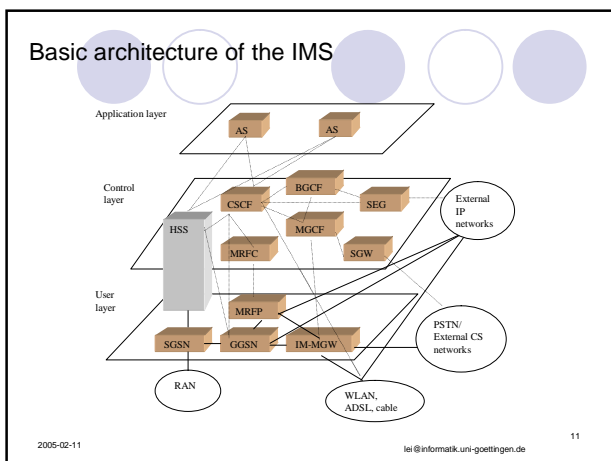 Basic architecture of the IMS
Application layer
AS
AS
Control
layer
BGCF
CSCF
SEG
External
IP
networks
HSS
MGCF
MRFC
SGW
User
layer
MRFP
PSTN/
External CS
networks
SGSN
GGSN
IM-MGW
RAN
WLAN,
ADSL, cable
2005-02-11
lei@informatik.uni-goettingen.de
11